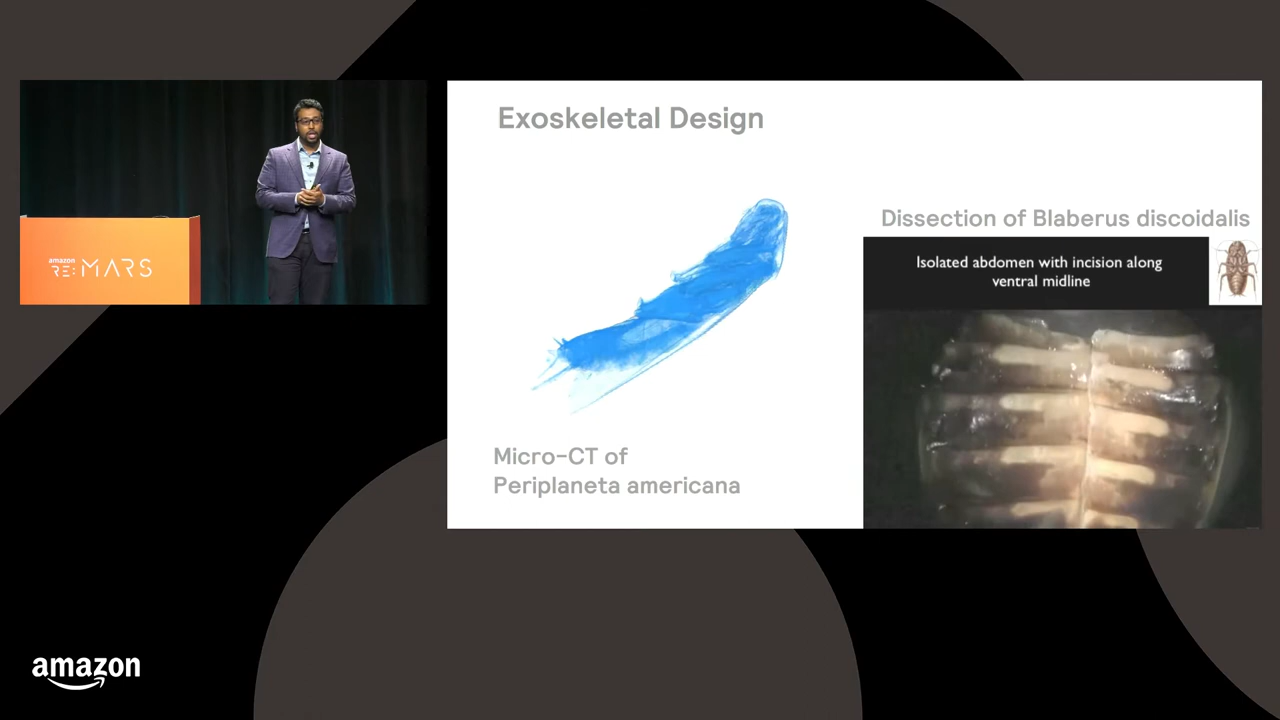 amazon
RE:MARS
Exoskeletal Design
Micro-CT of
Periplaneta americana
Dissection of Blaberus discoidalis
Isolated abdomen with incision along
ventral midline
amazon